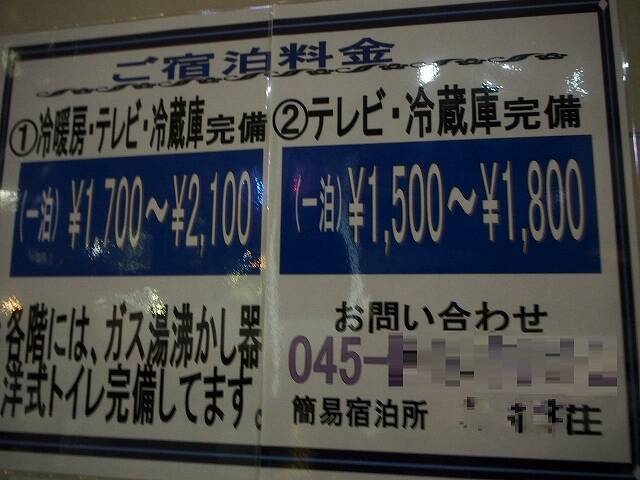 ご宿泊料金
①冷暖房・テレビ・冷蔵庫完備
(一泊)¥1,700～¥2,100
各階には、ガス湯沸かし器
洋式トイレ完備してます。
②テレビ・冷蔵庫完備
(一泊)¥1,500～¥1,800
お問い合わせ
045-
簡易宿泊所